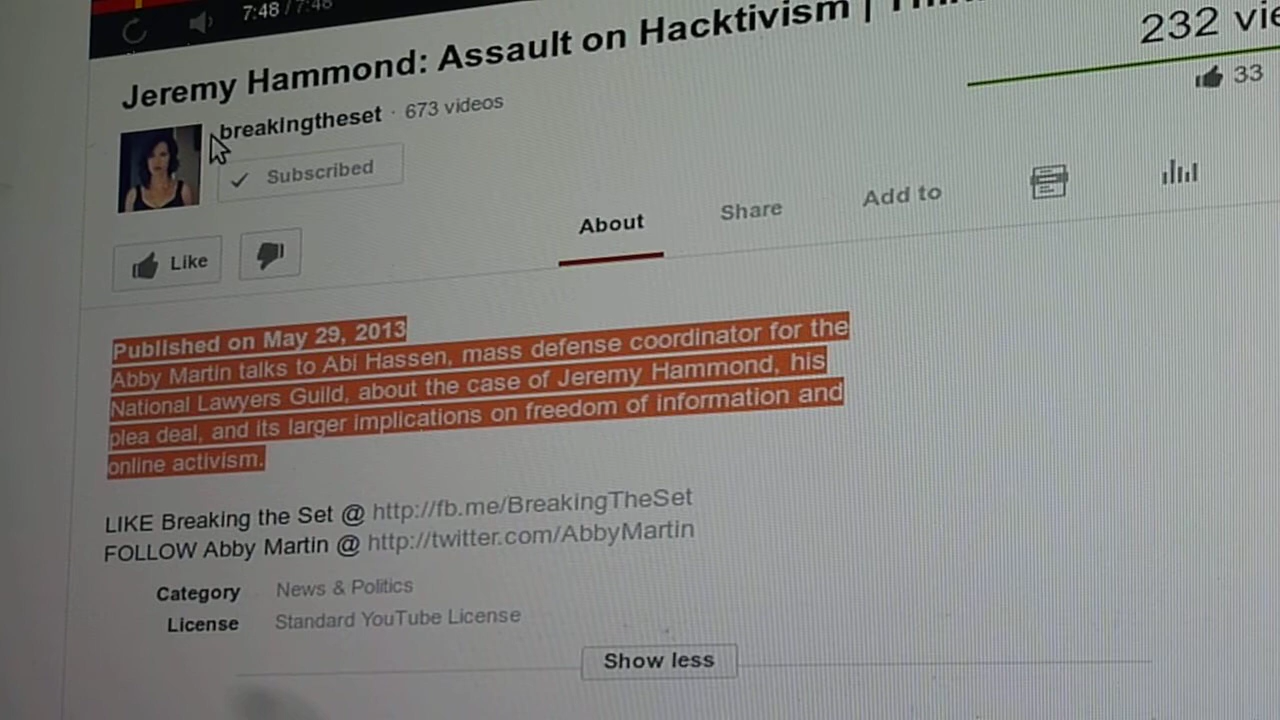 7:48 / 7:48
Jeremy Hammond: Assault on Hacktivism |
232
breakingtheset · 673 videos
33
Subscribed
Like
About
Share
Add to
Published on May 29, 2013
Abby Martin talks to Abi Hassen, mass defense coordinator for the
National Lawyers Guild, about the case of Jeremy Hammond, his
plea deal, and its larger implications on freedom of information and
online activism.
LIKE Breaking the Set @ http://fb.me/BreakingTheSet
FOLLOW Abby Martin @ http://twitter.com/AbbyMartin
Category News & Politics
License Standard YouTube License
Show less